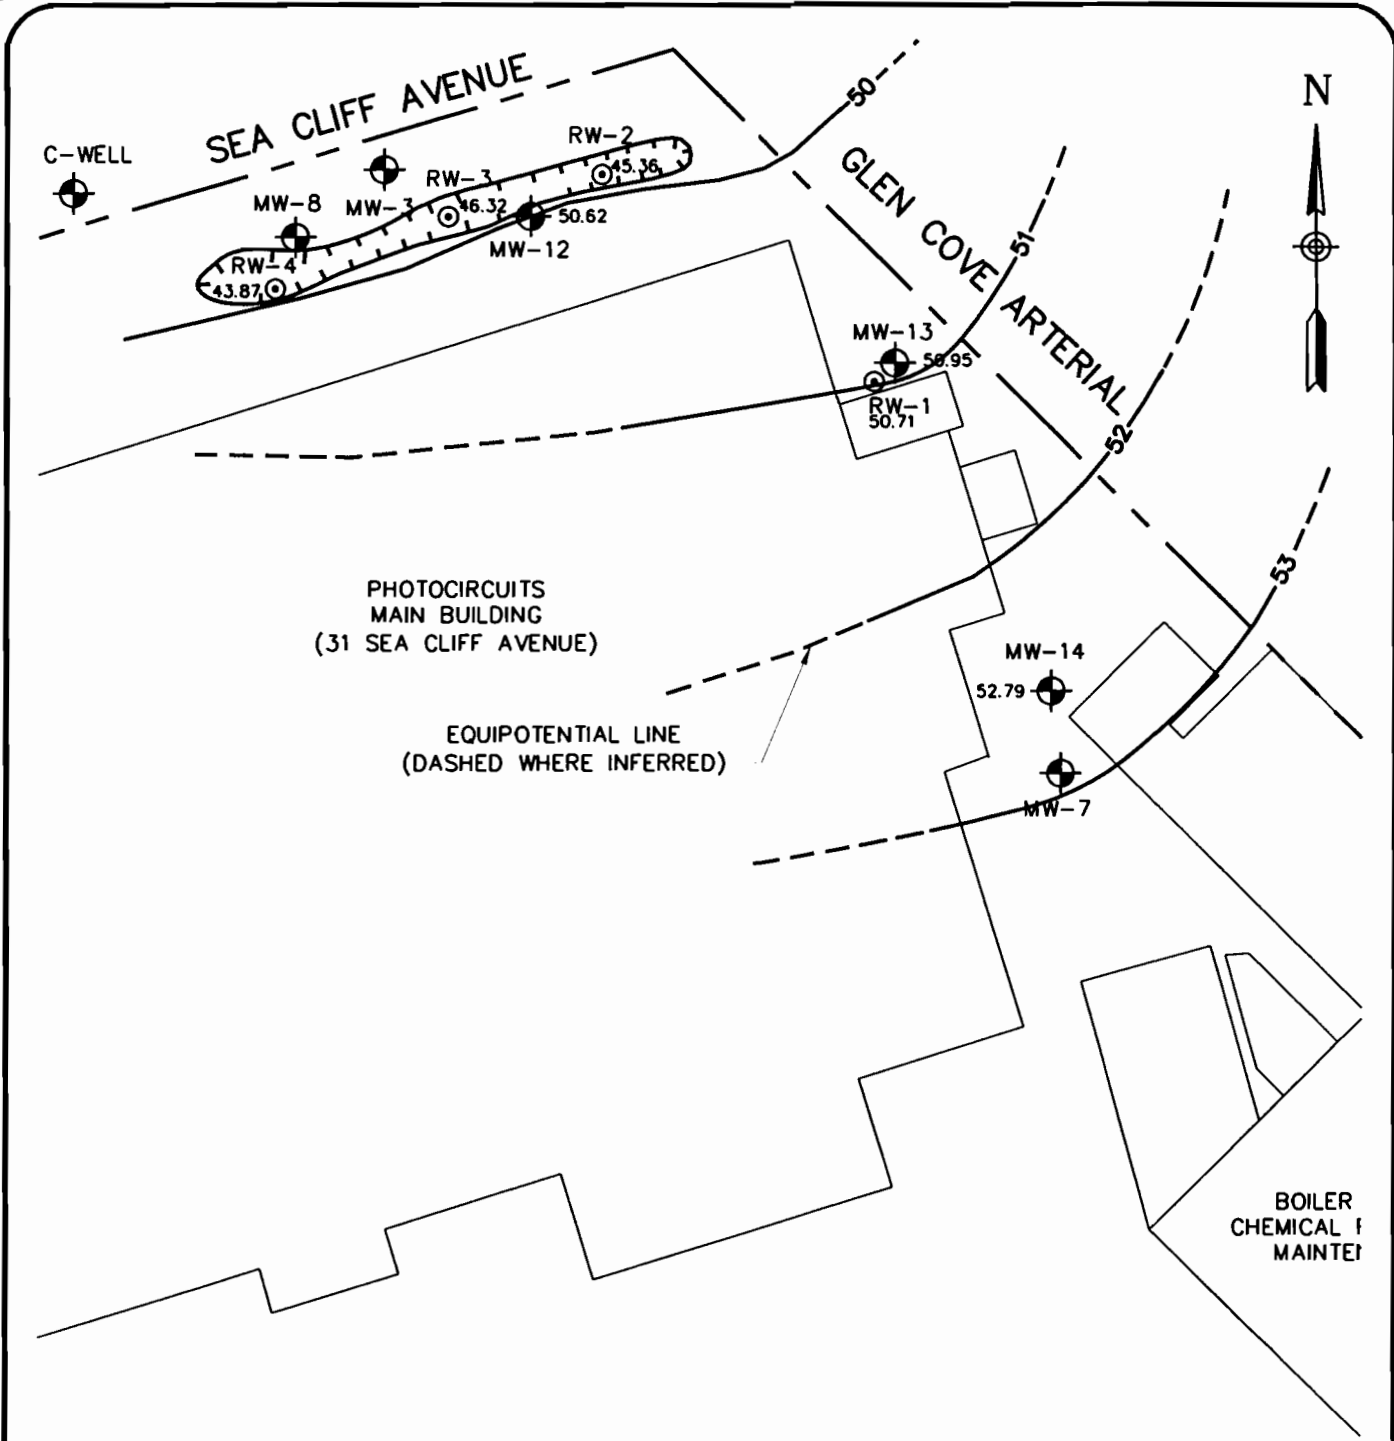 SEA CLIFF AVENUE
50
N
C-WELL
RW-2
45.36
GLEN COVE ARTERIAL
RW-3
46.32
MW-8
MW-3
50.62
MW-12
51
RW-4
43.87
MW-13
50.95
RW-1
50.71
52
53
PHOTOCIRCUITS
MAIN BUILDING
(31 SEA CLIFF AVENUE)
MW-14
52.79
EQUIPOTENTIAL LINE
(DASHED WHERE INFERRED)
MW-7
BOILER
CHEMICAL
MAINTE